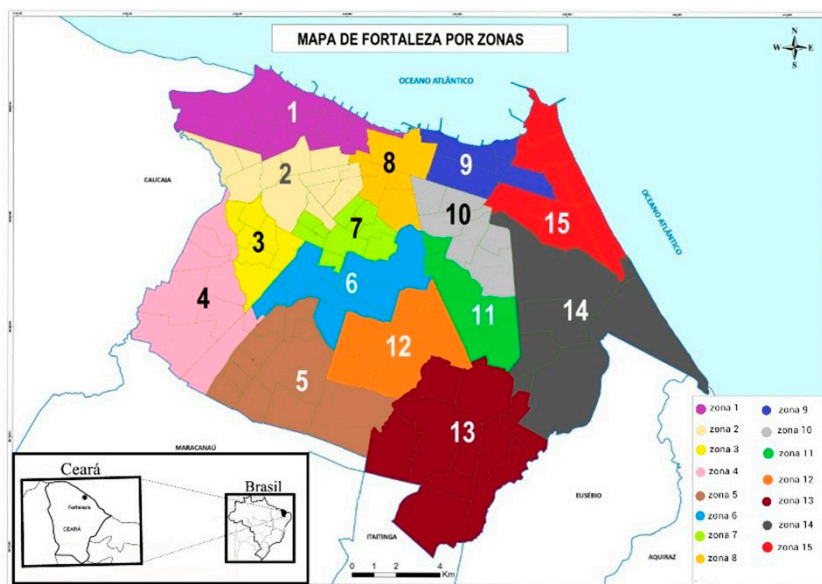 MAPA DE FORTALEZA POR ZONAS
N
W E
S
OCEANO ATLÂNTICO
1
8
9
CAUCAIA
2
10
OCEANO ATLÂNTICO
7
15
3
4
6
14
11
12
5
zona 1
zona 2
zona 3
zona 4
zona 5
zona 6
zona 7
zona 8
zona 9
zona 10
zona 11
zona 12
zona 13
zona 14
zona 15
13
MARACANAÚ
Ceará
Fortaleza
CEARÁ
Brasil
EUSÉBIO
ITAITINGA
AQUIRAZ
0 1 2 4
Km